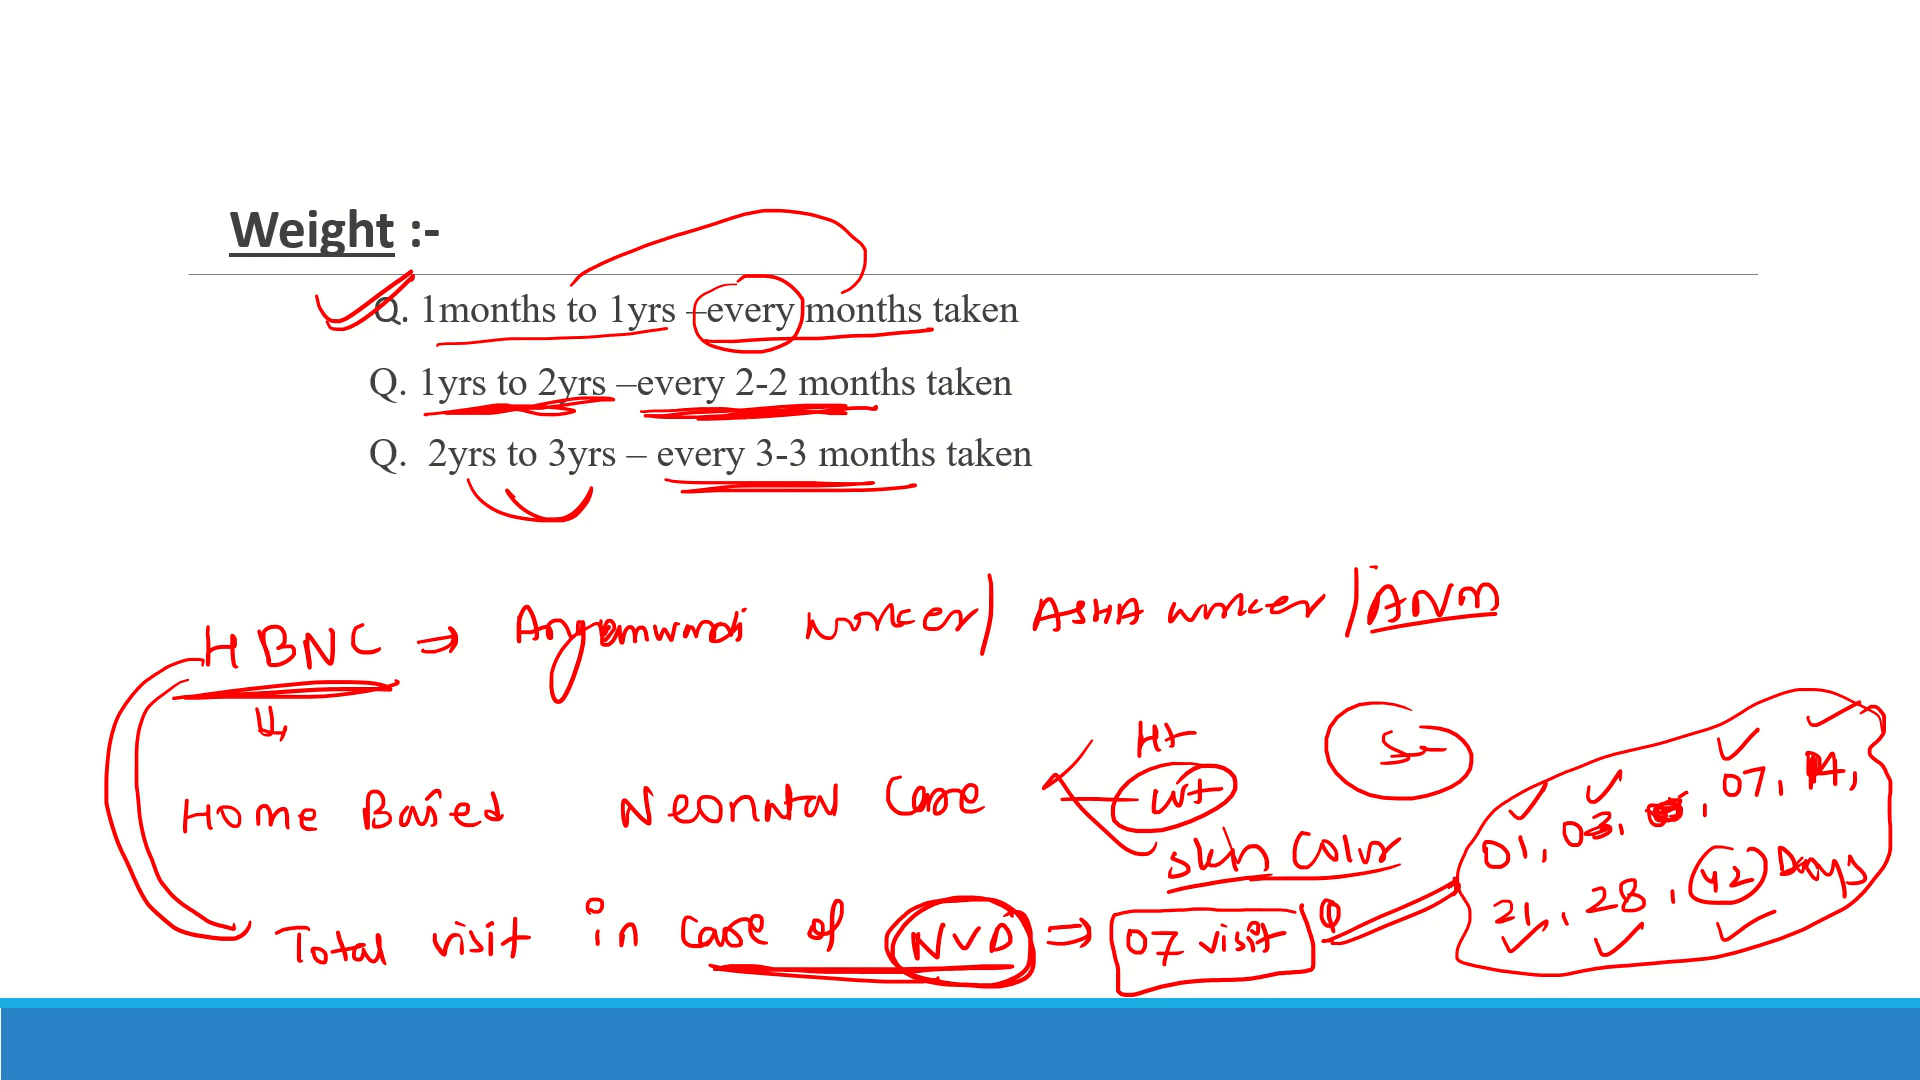 Weight :-
Q. 1months to 1yrs –every months taken
Q. 1yrs to 2yrs –every 2-2 months taken
Q. 2yrs to 3yrs – every 3-3 months taken
HBNC ⇒ worker / ASHA worker / ANM
Ht
Home Based Neonatal Care Wt
Skin Color
01, 03, , 07, 14,
21, 28, 42 Days
Total visit in case of NVD ⇒ 07 visit